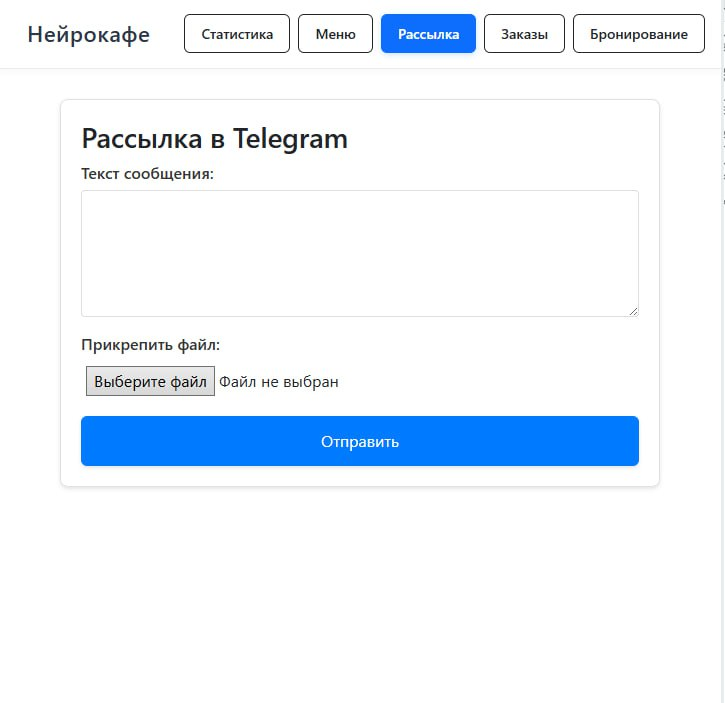 Нейрокафе Статистика Меню Рассылка Заказы Бронирование
Рассылка в Telegram
Текст сообщения:
Прикрепить файл:
Выберите файл Файл не выбран
Отправить